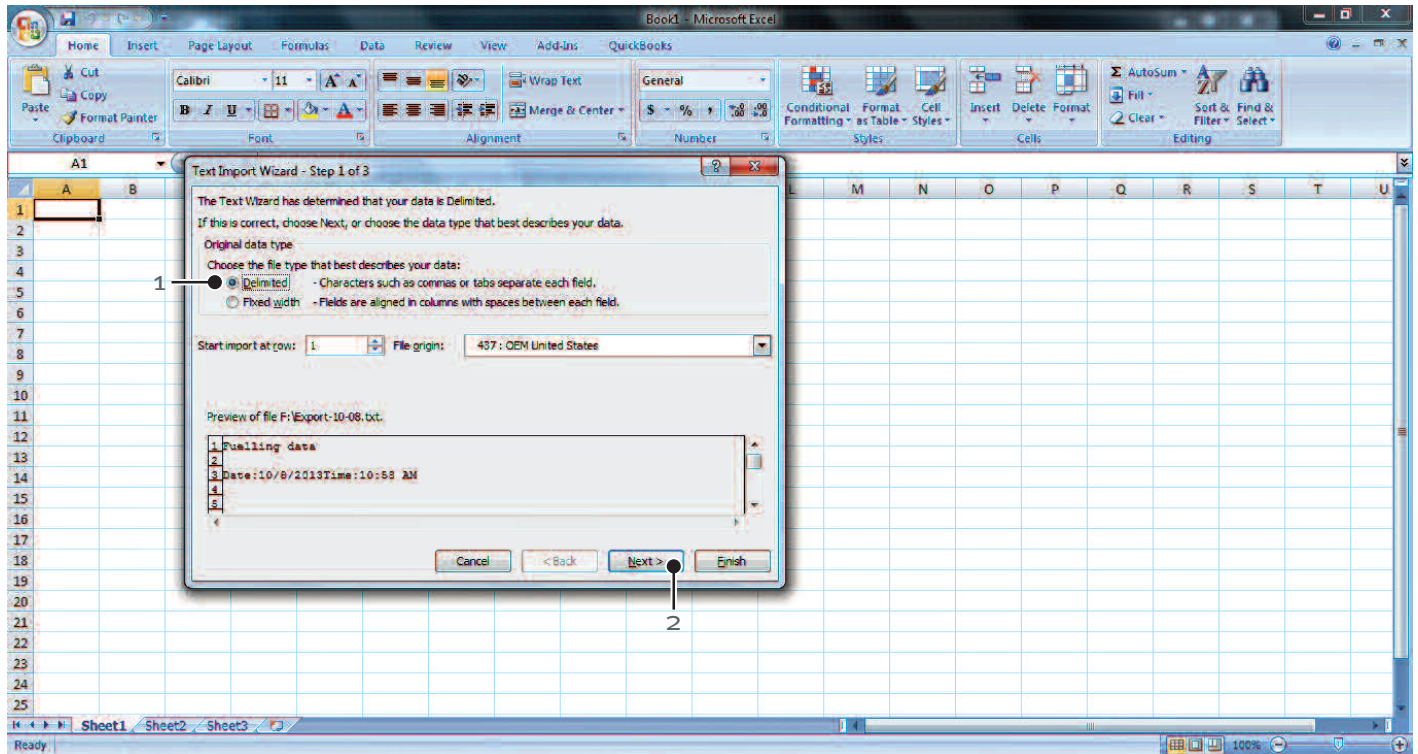 Book1 - Microsoft Excel
Home Insert Page Layout Formulas Data Review View Add-Ins QuickBooks
Paste
Cut
Copy
Format Painter
Clipboard
Calibri 11 A A
B I U A
Font
Wrap Text
Merge & Center
Alignment
General
$ % , .0 .00 .00 .0
Number
Conditional Formatting
Format as Table
Cell Styles
Styles
Insert Delete Format
Cells
Σ AutoSum
Fill
Clear
Sort & Filter
Find & Select
Editing
A1
A B L M N O P Q R S T U
1
2
3
4
5
6
7
8
9
10
11
12
13
14
15
16
17
18
19
20
21
22
23
24
25
Text Import Wizard - Step 1 of 3
The Text Wizard has determined that your data is Delimited.
If this is correct, choose Next, or choose the data type that best describes your data.
Original data type
Choose the file type that best describes your data:
1
Delimited - Characters such as commas or tabs separate each field.
Fixed width - Fields are aligned in columns with spaces between each field.
Start import at row: 1 File origin: 437 : OEM United States
Preview of file F:\Export-10-08.txt.
1 Fuelling data
2
3 Date:10/8/2013Time:10:58 AM
4
5
Cancel < Back Next > Finish
2
Sheet1 Sheet2 Sheet3
Ready 100%